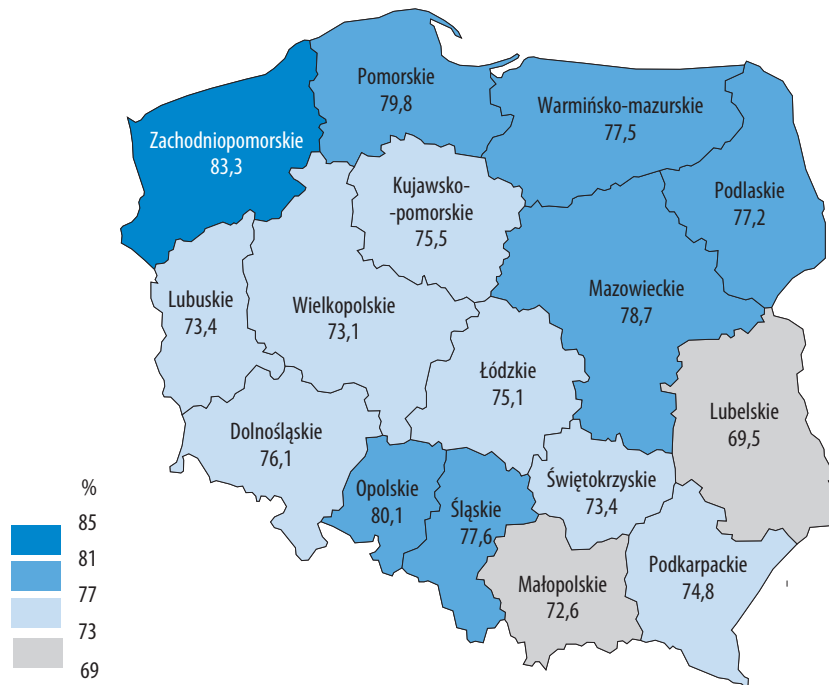 Pomorskie
79,8
Warmińsko-mazurskie
77,5
Zachodniopomorskie
83,3
Kujawsko-
-pomorskie
75,5
Podlaskie
77,2
Lubuskie
73,4
Wielkopolskie
73,1
Mazowieckie
78,7
Łódzkie
75,1
Lubelskie
69,5
Dolnośląskie
76,1
Opolskie
80,1
Śląskie
77,6
Świętokrzyskie
73,4
Małopolskie
72,6
Podkarpackie
74,8
%
85
81
77
73
69